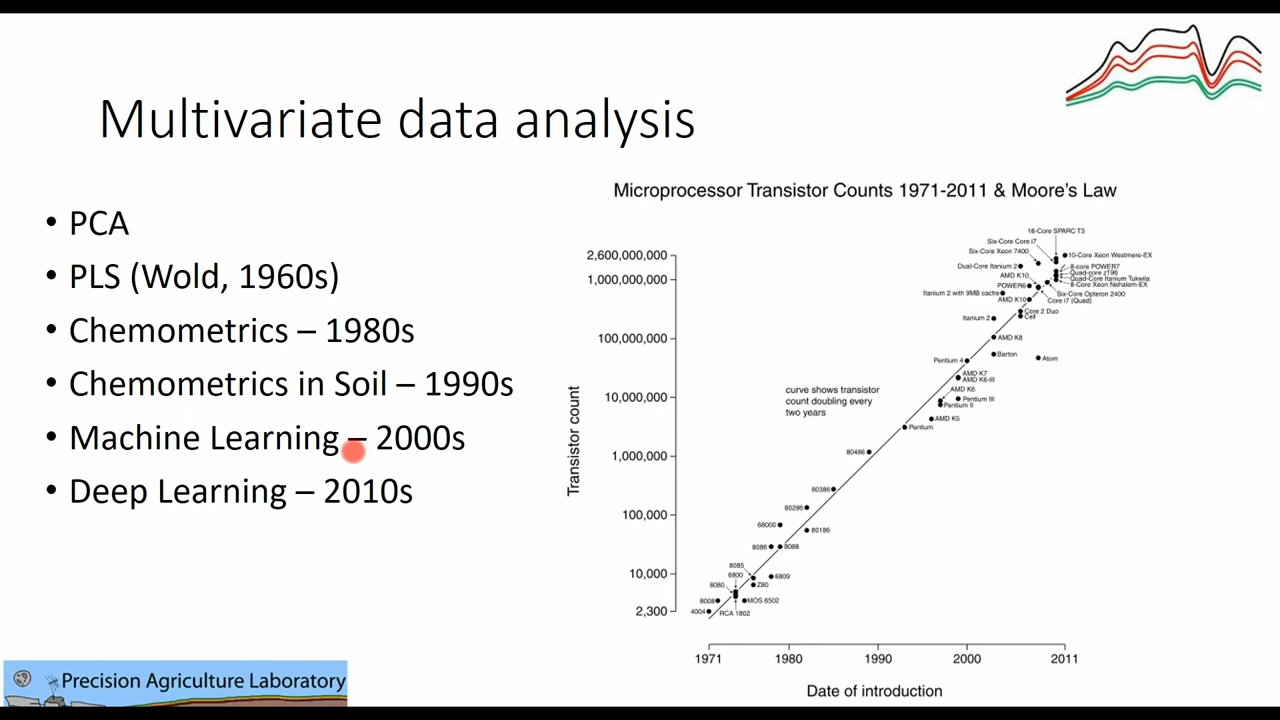 Multivariate data analysis
• PCA
• PLS (Wold, 1960s)
• Chemometrics – 1980s
• Chemometrics in Soil – 1990s
• Machine Learning – 2000s
• Deep Learning – 2010s
Precision Agriculture Laboratory
Microprocessor Transistor Counts 1971-2011 & Moore's Law
Transistor count
2,600,000,000
1,000,000,000
100,000,000
10,000,000
1,000,000
100,000
10,000
2,300
curve shows transistor
count doubling every
two years
16-Core SPARC T3
Six-Core Core i7
Six-Core Xeon 7400
10-Core Xeon Westmere-EX
Dual-Core Itanium 2
8-core POWER7
Quad-core z196
AMD K10
Quad-Core Itanium Tukwila
POWER6
8-Core Xeon Nehalem-EX
Itanium 2 with 9MB cache
Six-Core Opteron 2400
AMD K10
Core i7 (Quad)
Core 2 Duo
Itanium 2
Cell
AMD K8
Barton
Pentium 4
Atom
AMD K7
AMD K6-III
AMD K6
Pentium III
Pentium II
AMD K5
Pentium
80486
80386
80286
68000
80186
8086
8088
8085
6800
6809
8080
Z80
8008
MOS 6502
4004
RCA 1802
1971
1980
1990
2000
2011
Date of introduction